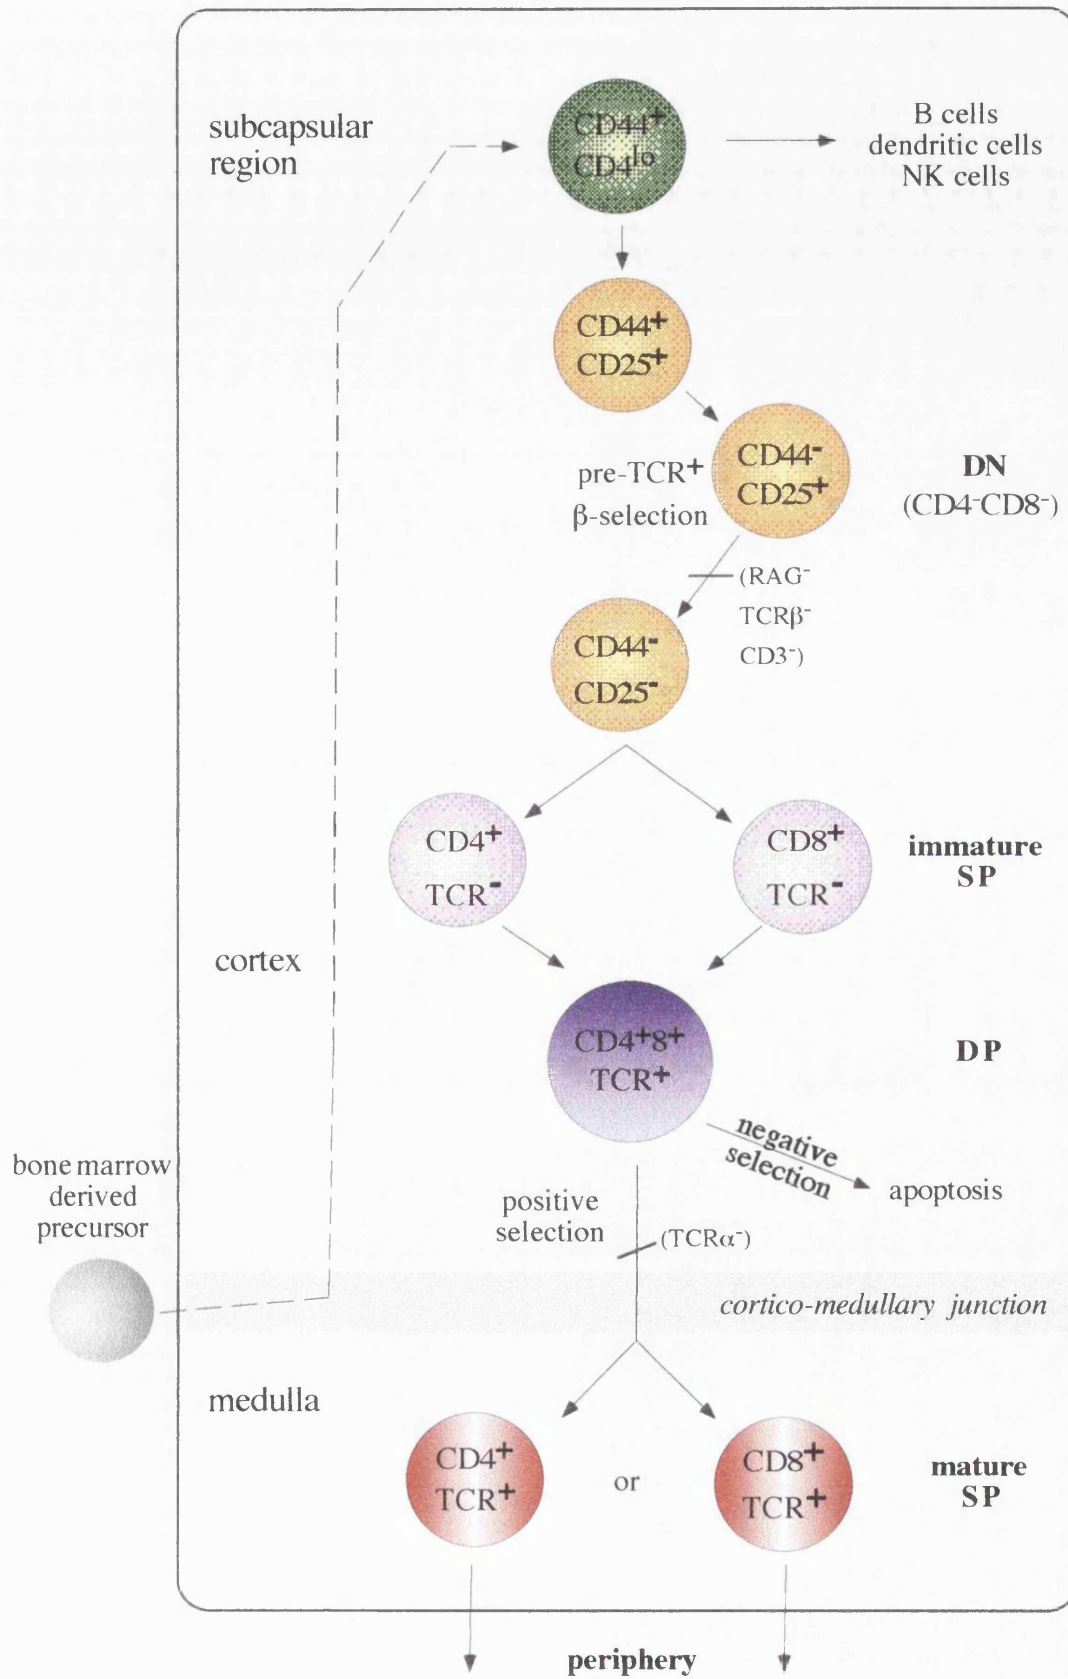 subcapsular
region
CD44⁺
CD4ˡᵒ
B cells
dendritic cells
NK cells
CD44⁺
CD25⁺
pre-TCR⁺
β-selection
CD44⁻
CD25⁺
DN
(CD4⁻CD8⁻)
(RAG⁻
TCRβ⁻
CD3⁻)
CD44⁻
CD25⁻
CD4⁺
TCR⁻
CD8⁺
TCR⁻
immature
SP
cortex
CD4⁺8⁺
TCR⁺
DP
negative
selection
apoptosis
bone marrow
derived
precursor
positive
selection
(TCRα⁻)
cortico-medullary junction
medulla
CD4⁺
TCR⁺
or
CD8⁺
TCR⁺
mature
SP
periphery